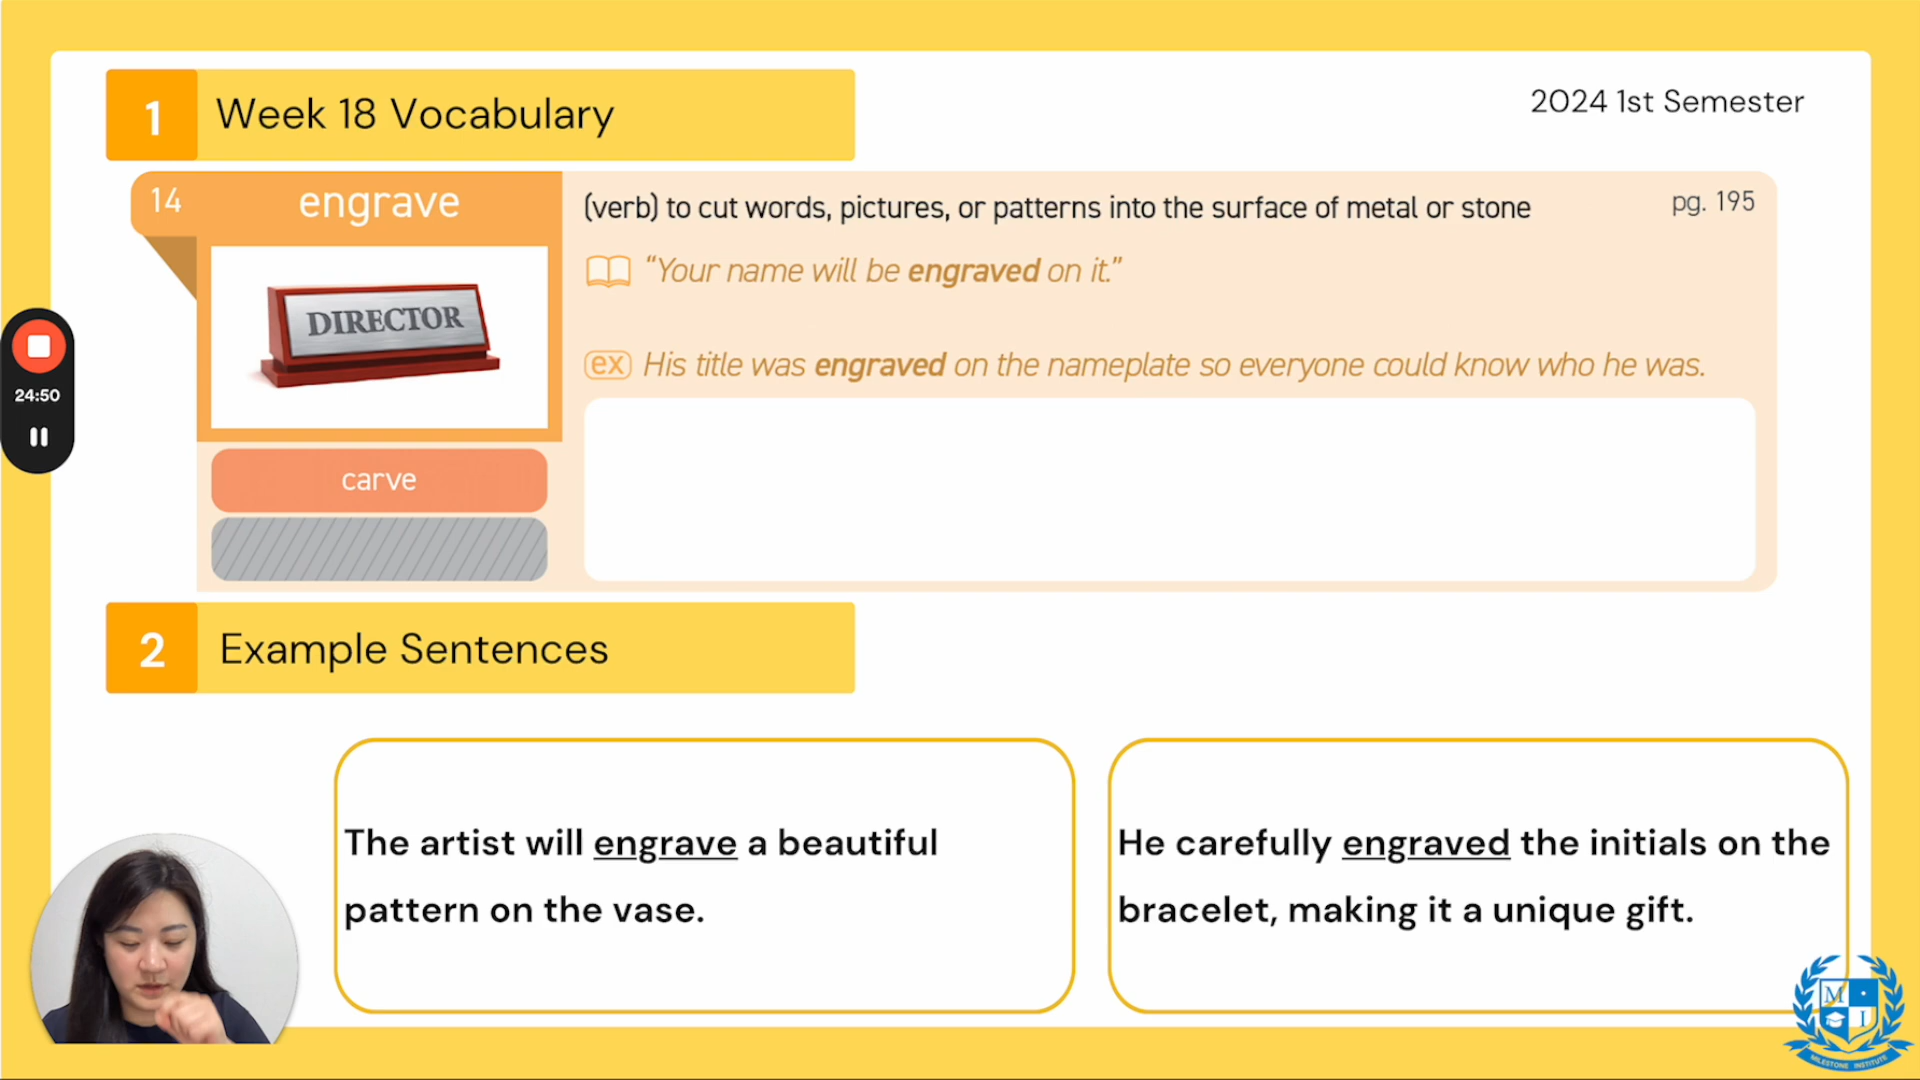 1 Week 18 Vocabulary
2024 1st Semester
14 engrave
(verb) to cut words, pictures, or patterns into the surface of metal or stone
pg. 195
"Your name will be engraved on it."
DIRECTOR
ex His title was engraved on the nameplate so everyone could know who he was.
24:50
carve
2 Example Sentences
The artist will engrave a beautiful
pattern on the vase.
He carefully engraved the initials on the
bracelet, making it a unique gift.
M
I
MILESTONE INSTITUTE